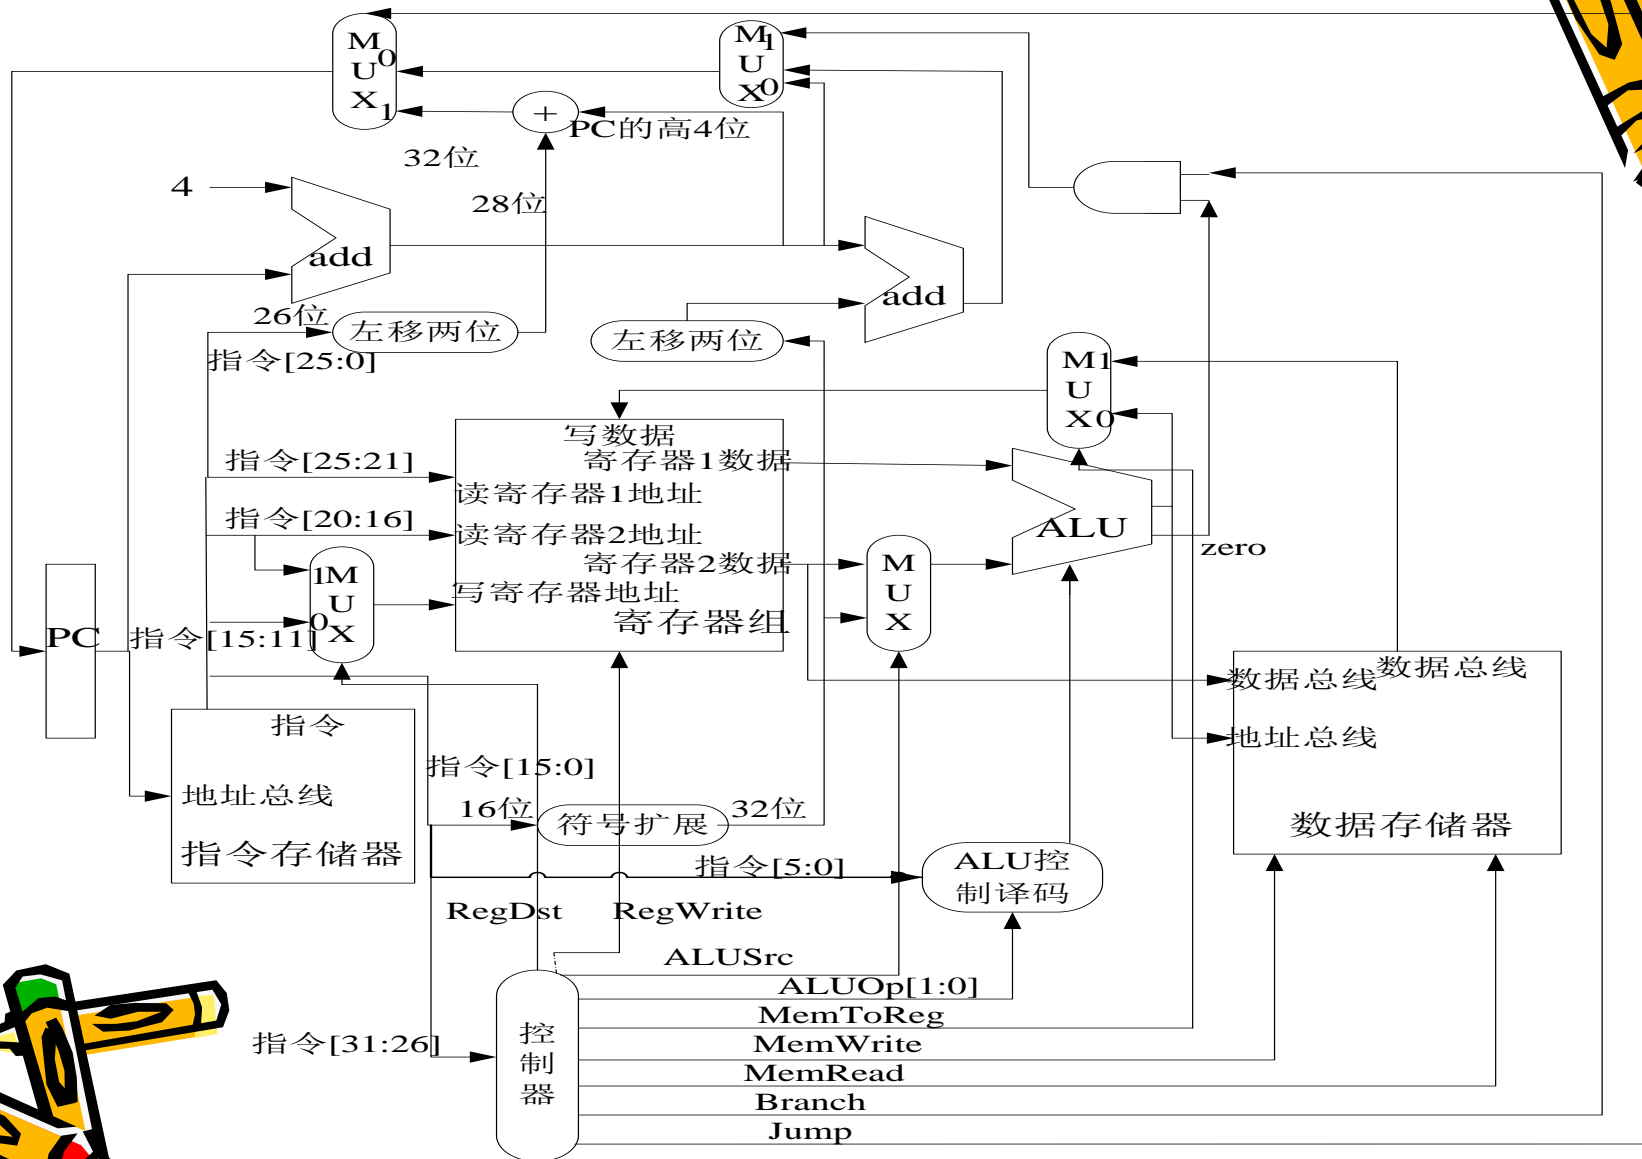 M
U
X
0
1
M
U
X
1
0
+
PC的高4位
32位
28位
4
add
add
26位
左移两位
指令[25:0]
左移两位
M
U
X
1
0
写数据
寄存器1数据
指令[25:21]
读寄存器1地址
指令[20:16]
读寄存器2地址
寄存器2数据
写寄存器地址
寄存器组
1
0
M
U
X
M
U
X
ALU
zero
PC
指令[15:11]
指令
地址总线
指令存储器
指令[15:0]
16位
符号扩展
32位
数据总线
数据总线
地址总线
数据存储器
指令[5:0]
ALU控
制译码
RegDst
RegWrite
ALUSrc
ALUOp[1:0]
MemToReg
MemWrite
MemRead
Branch
Jump
指令[31:26]
控
制
器